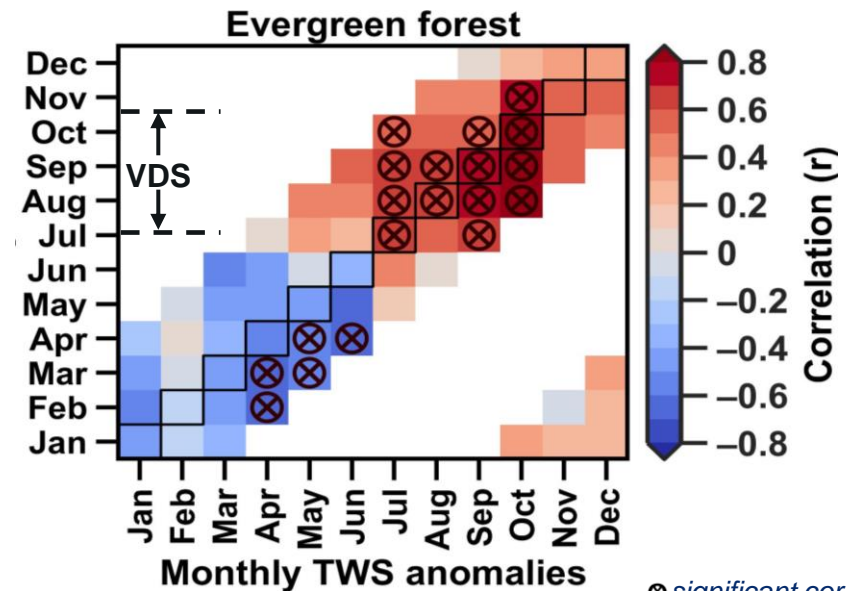 Evergreen forest
Dec
Nov
Oct
Sep
Aug
Jul
Jun
May
Apr
Mar
Feb
Jan
VDS
Jan Feb Mar Apr May Jun Jul Aug Sep Oct Nov Dec
Monthly TWS anomalies
0.8
0.6
0.4
0.2
0
−0.2
−0.4
−0.6
−0.8
Correlation (r)
significant